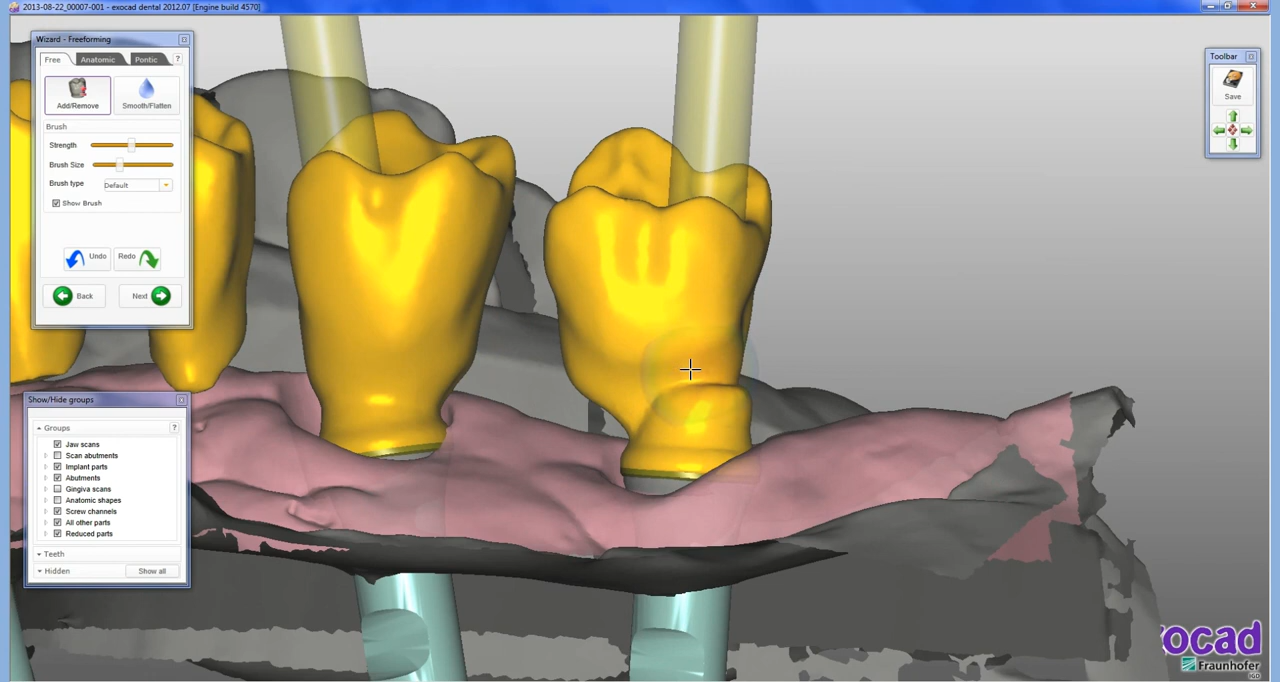 2013-08-22_00007-001 - exocad dental 2012.07 [Engine build 4570]
Wizard - Freeforming
Free Anatomic Pontic ?
Add/Remove Smooth/Flatten
Brush
Strength
Brush Size
Brush type Default
Show Brush
Undo Redo
Back Next
Show/Hide groups
Groups ?
Jaw scans
Scan abutments
Implant parts
Abutments
Gingiva scans
Anatomic shapes
Screw channels
All other parts
Reduced parts
Teeth
Hidden Show all
Toolbar
Save
ocad
Fraunhofer
IGD